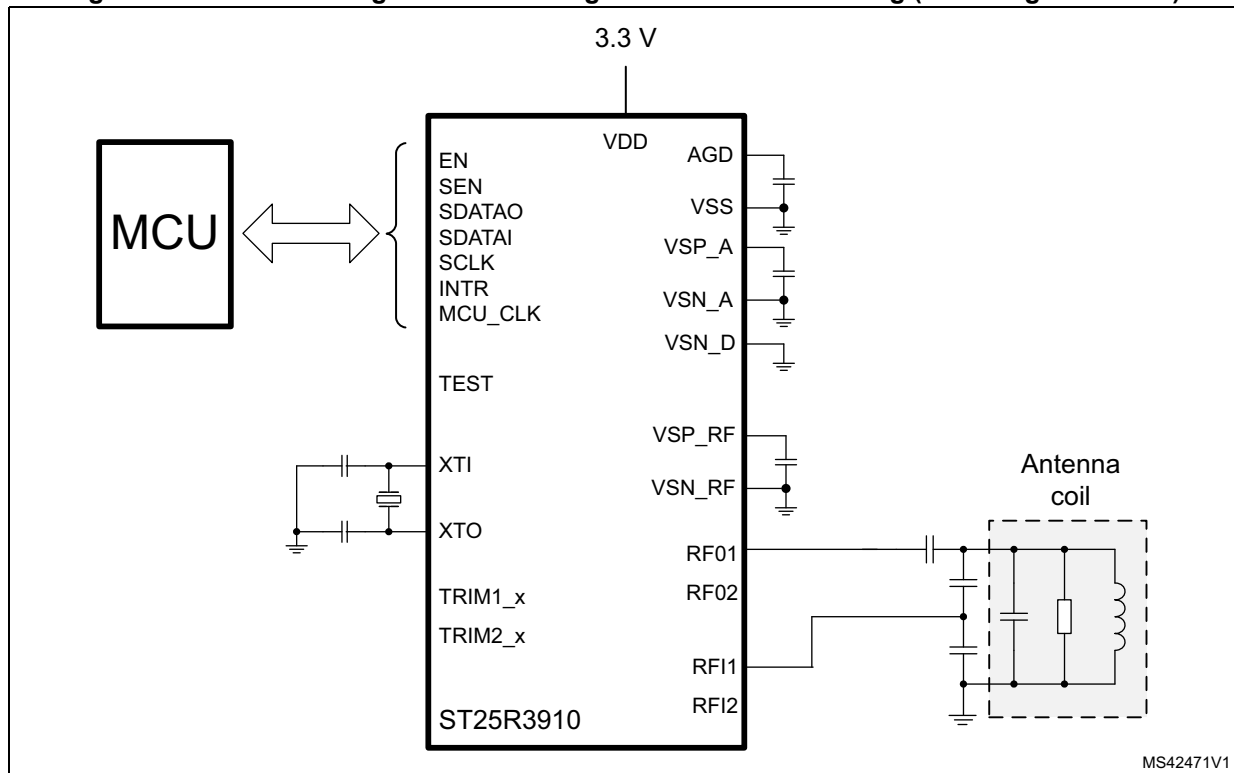 3.3 V
MCU
VDD
EN
SEN
SDATAO
SDATAI
SCLK
INTR
MCU_CLK
TEST
XTI
XTO
TRIM1_x
TRIM2_x
ST25R3910
AGD
VSS
VSP_A
VSN_A
VSN_D
VSP_RF
VSN_RF
RF01
RF02
RFI1
RFI2
Antenna
coil
MS42471V1